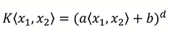 K⟨x₁, x₂⟩ = (a⟨x₁, x₂⟩ + b)ᵈ